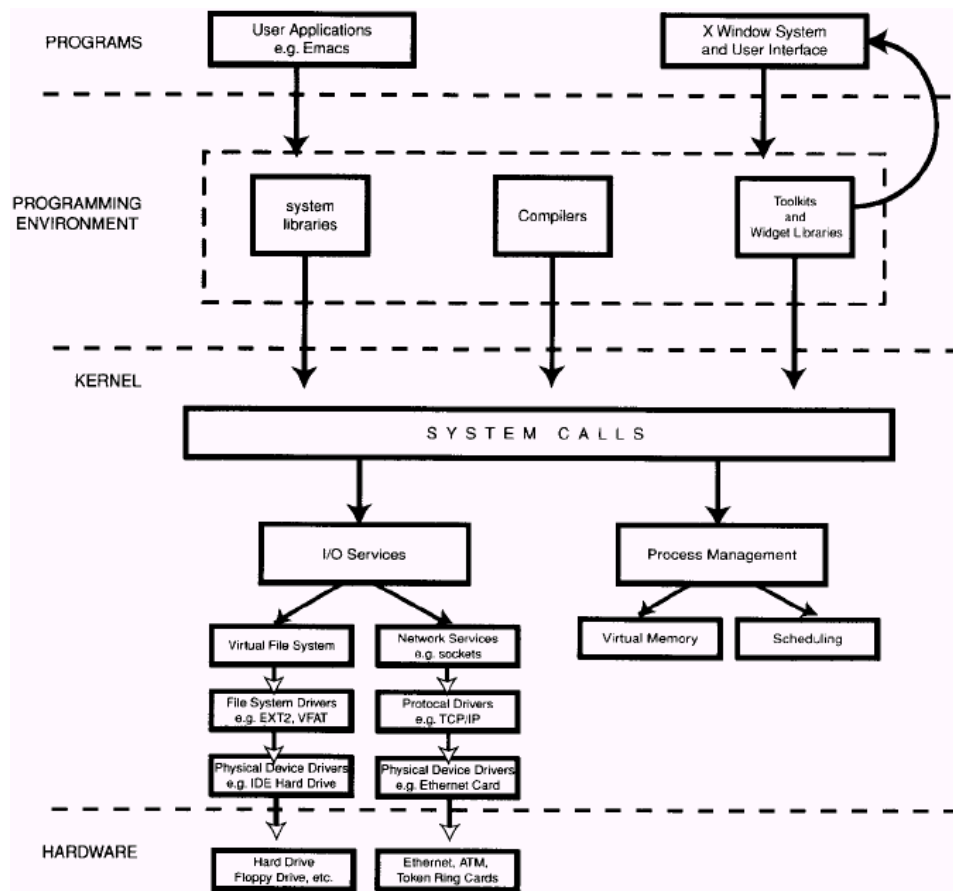 PROGRAMS
User Applications
e.g. Emacs
X Window System
and User Interface
PROGRAMMING
ENVIRONMENT
system
libraries
Compilers
Toolkits
and
Widget Libraries
KERNEL
SYSTEM CALLS
I/O Services
Process Management
Virtual File System
Network Services
e.g. sockets
Virtual Memory
Scheduling
File System Drivers
e.g. EXT2, VFAT
Protocal Drivers
e.g. TCP/IP
Physical Device Drivers
e.g. IDE Hard Drive
Physical Device Drivers
e.g. Ethernet Card
HARDWARE
Hard Drive
Floppy Drive, etc.
Ethernet, ATM,
Token Ring Cards